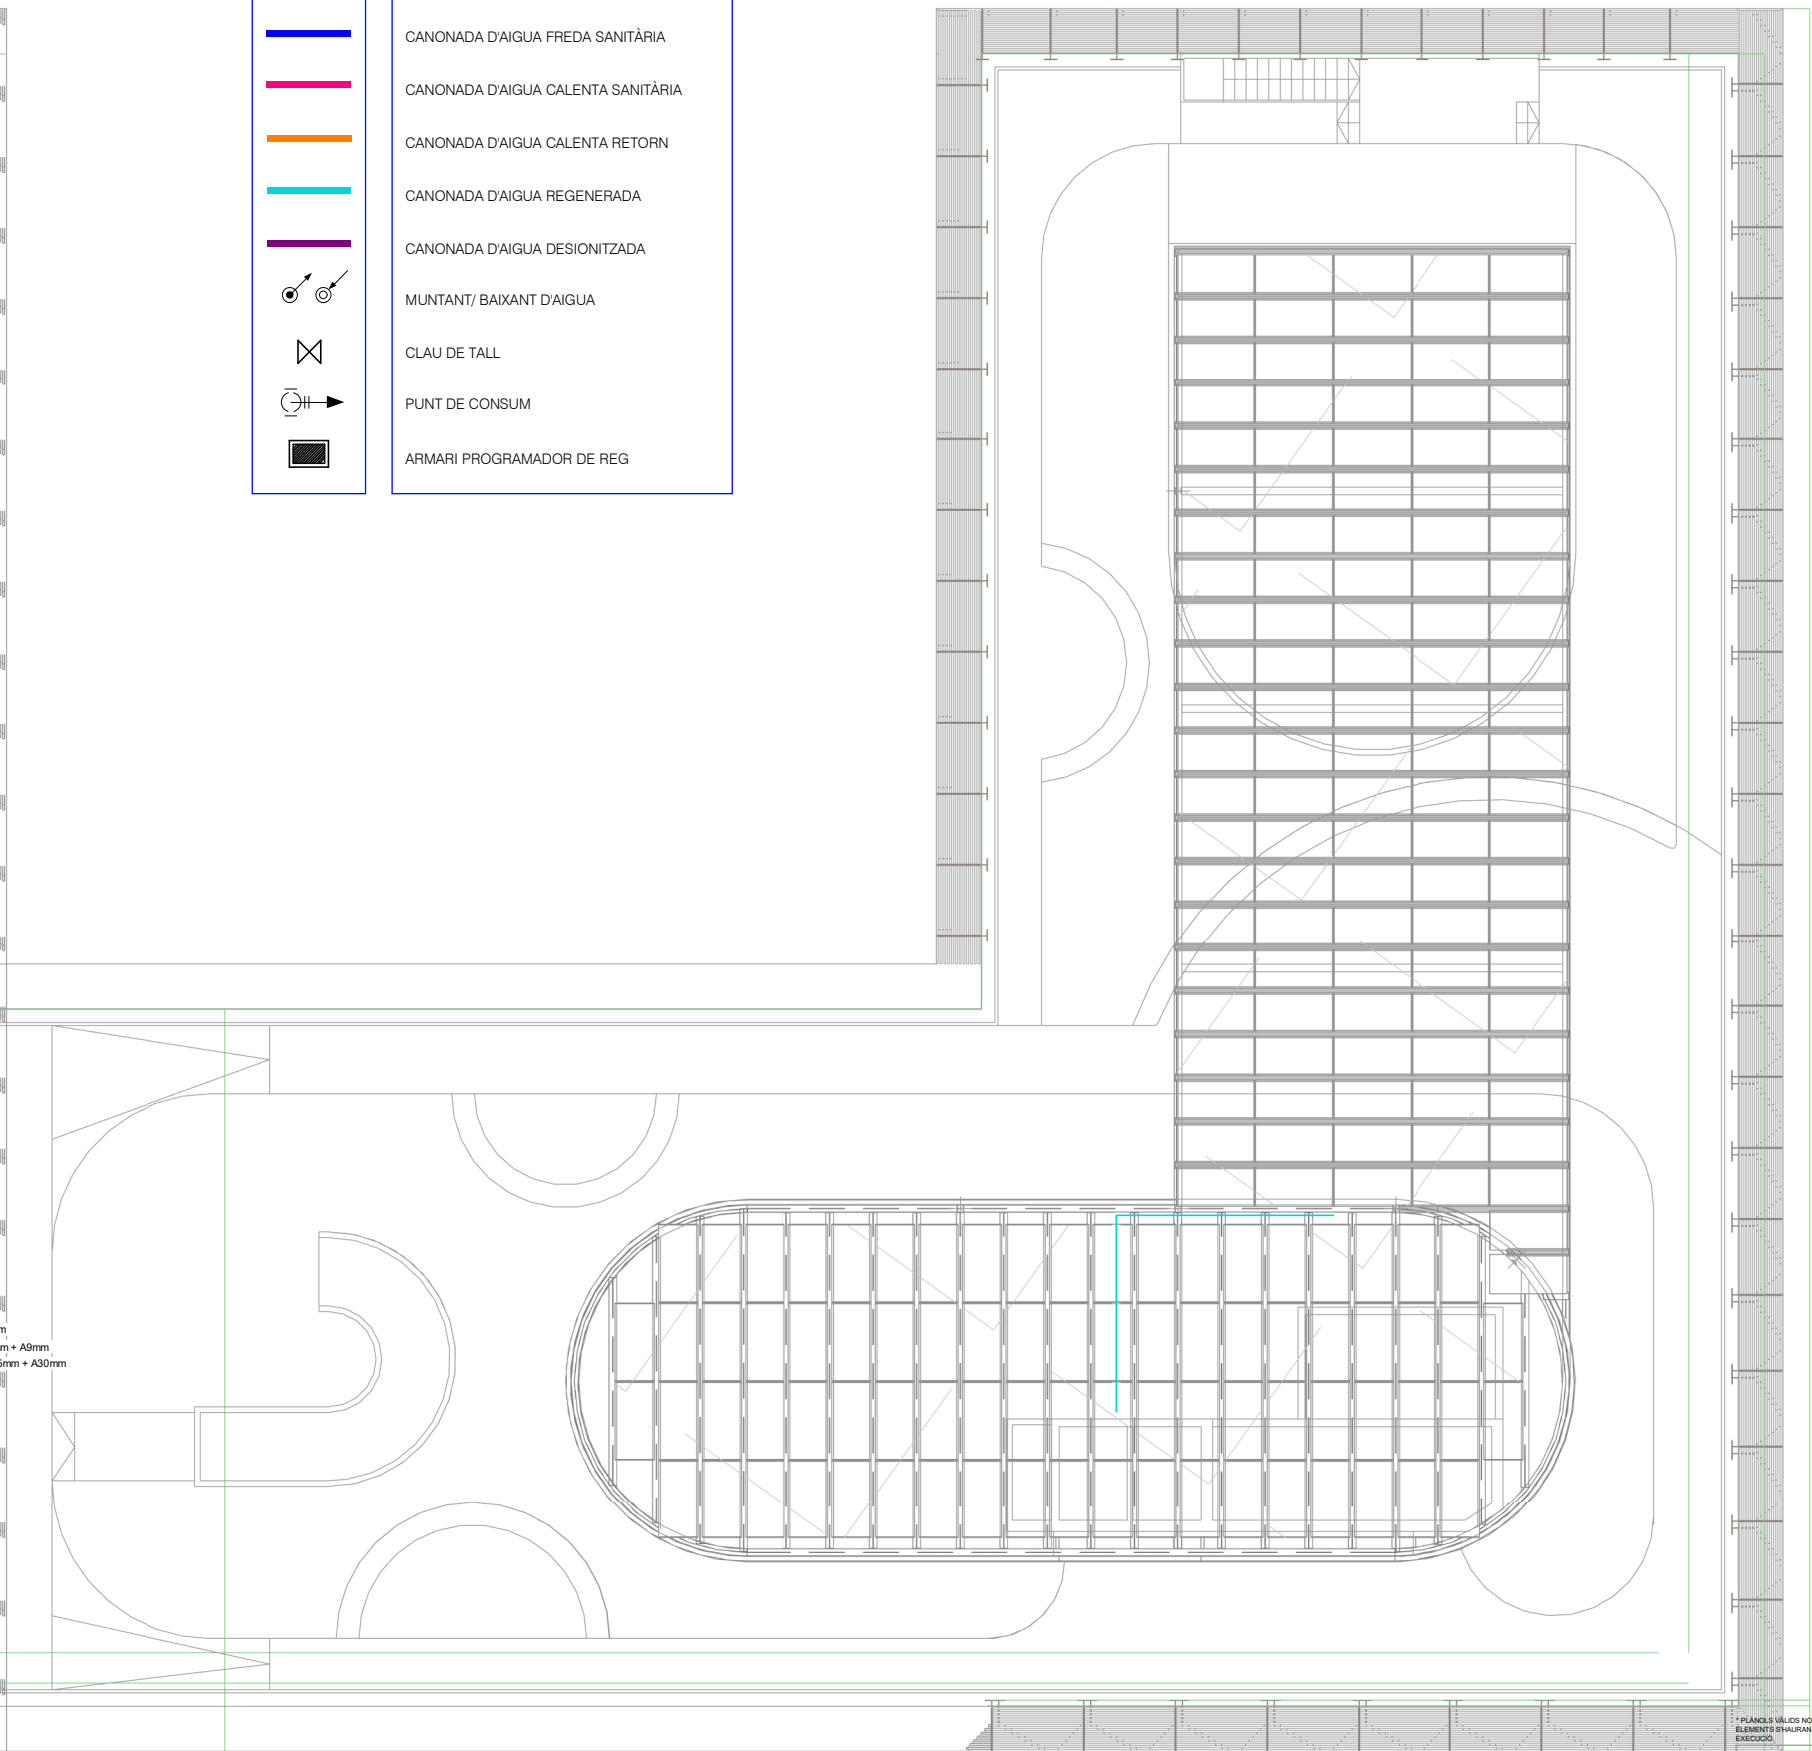 CANONADA D'AIGUA FREDA SANITÀRIA
CANONADA D'AIGUA CALENTA SANITÀRIA
CANONADA D'AIGUA CALENTA RETORN
CANONADA D'AIGUA REGENERADA
CANONADA D'AIGUA DESIONITZADA
MUNTANT/ BAIXANT D'AIGUA
CLAU DE TALL
PUNT DE CONSUM
ARMARI PROGRAMADOR DE REG
m
m + A9mm
5mm + A30mm
* PLÀNOLS VÀLIDS NO
ELEMENTS S'HAURAN
EXECUCIÓ.